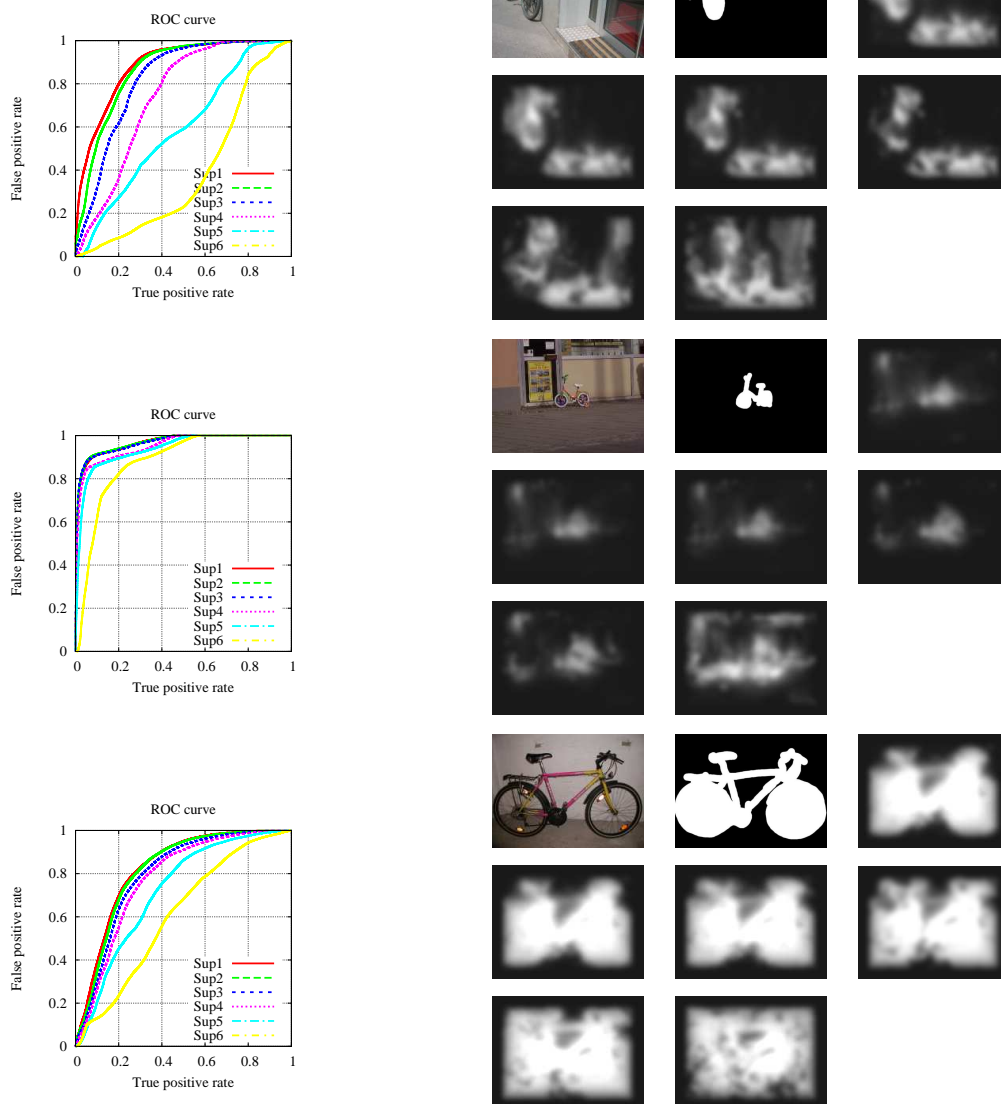 ROC curve
1
0.8
0.6
0.4
0.2
0
False positive rate
Sup1
Sup2
Sup3
Sup4
Sup5
Sup6
0 0.2 0.4 0.6 0.8 1
True positive rate
ROC curve
1
0.8
0.6
0.4
0.2
0
False positive rate
Sup1
Sup2
Sup3
Sup4
Sup5
Sup6
0 0.2 0.4 0.6 0.8 1
True positive rate
ROC curve
1
0.8
0.6
0.4
0.2
0
False positive rate
Sup1
Sup2
Sup3
Sup4
Sup5
Sup6
0 0.2 0.4 0.6 0.8 1
True positive rate